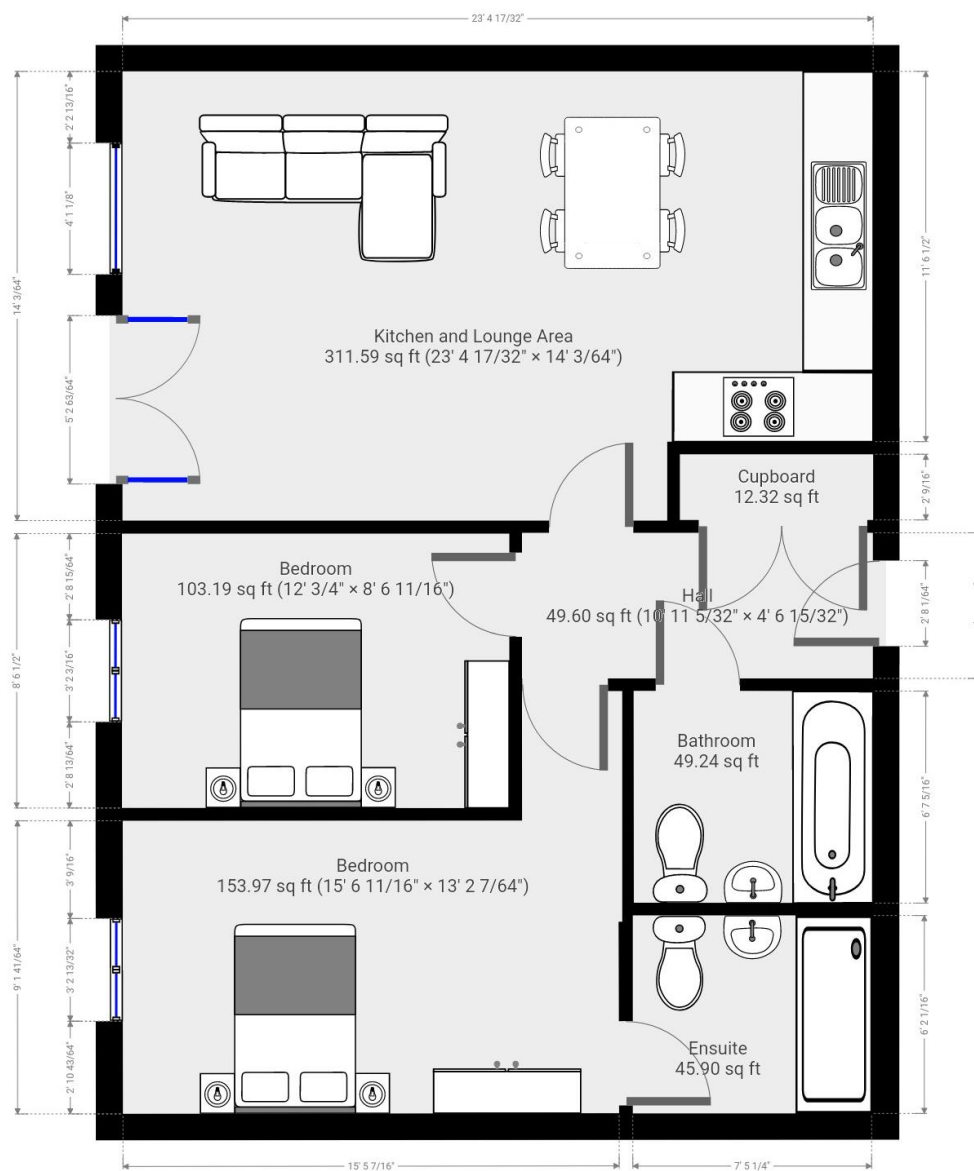 23' 4 17/32"
2' 2 13/16"
4' 1 1/8"
14' 3/64"
5' 2 63/64"
11' 6 1/2"
Kitchen and Lounge Area
311.59 sq ft (23' 4 17/32" × 14' 3/64")
Cupboard
12.32 sq ft
2' 9/16"
Bedroom
103.19 sq ft (12' 3/4" × 8' 6 11/16")
Hall
49.60 sq ft (10' 11 5/32" × 4' 6 15/32")
2' 8 15/64"
2' 8 1/64"
8' 6 1/2"
3' 2 3/16"
2' 8 13/64"
Bathroom
49.24 sq ft
6' 7 5/16"
Bedroom
153.97 sq ft (15' 6 11/16" × 13' 2 7/64")
3' 9/16"
9' 1 41/64"
3' 2 13/32"
2' 10 43/64"
Ensuite
45.90 sq ft
6' 2 1/16"
15' 5 7/16"
7' 5 1/4"